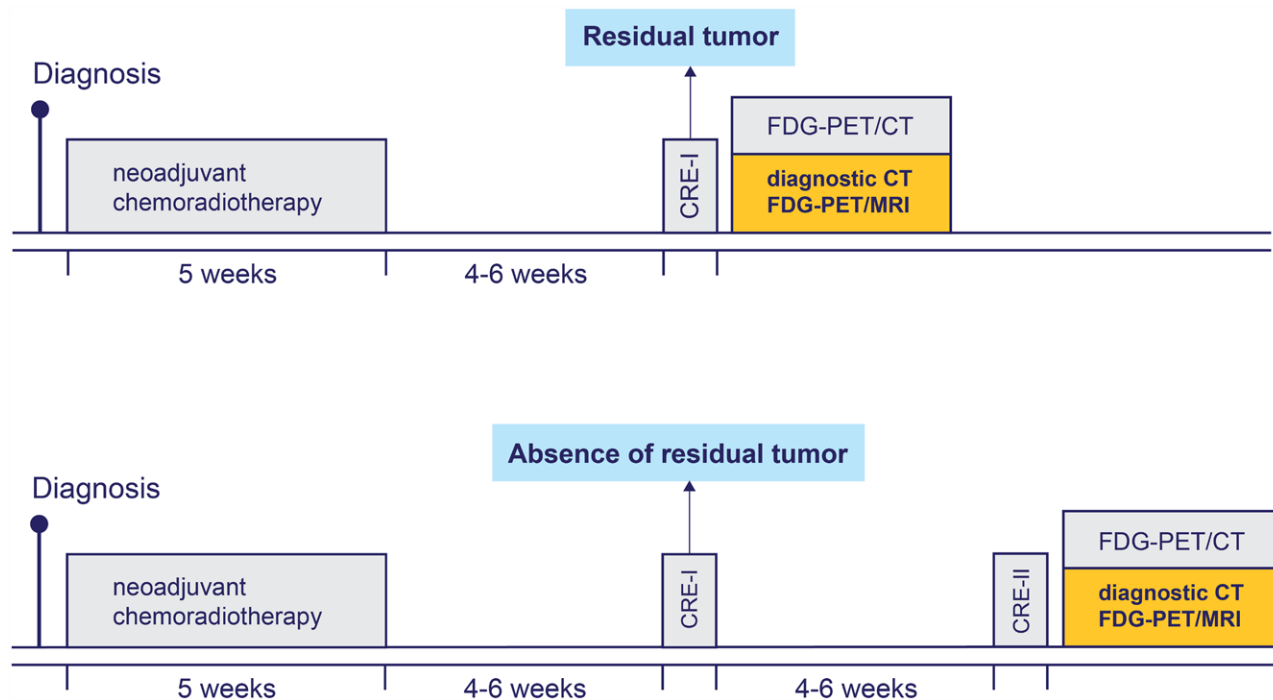 Residual tumor
Diagnosis
neoadjuvant
chemoradiotherapy
CRE-I
FDG-PET/CT
diagnostic CT
FDG-PET/MRI
5 weeks
4-6 weeks
Absence of residual tumor
Diagnosis
neoadjuvant
chemoradiotherapy
CRE-I
CRE-II
FDG-PET/CT
diagnostic CT
FDG-PET/MRI
5 weeks
4-6 weeks
4-6 weeks